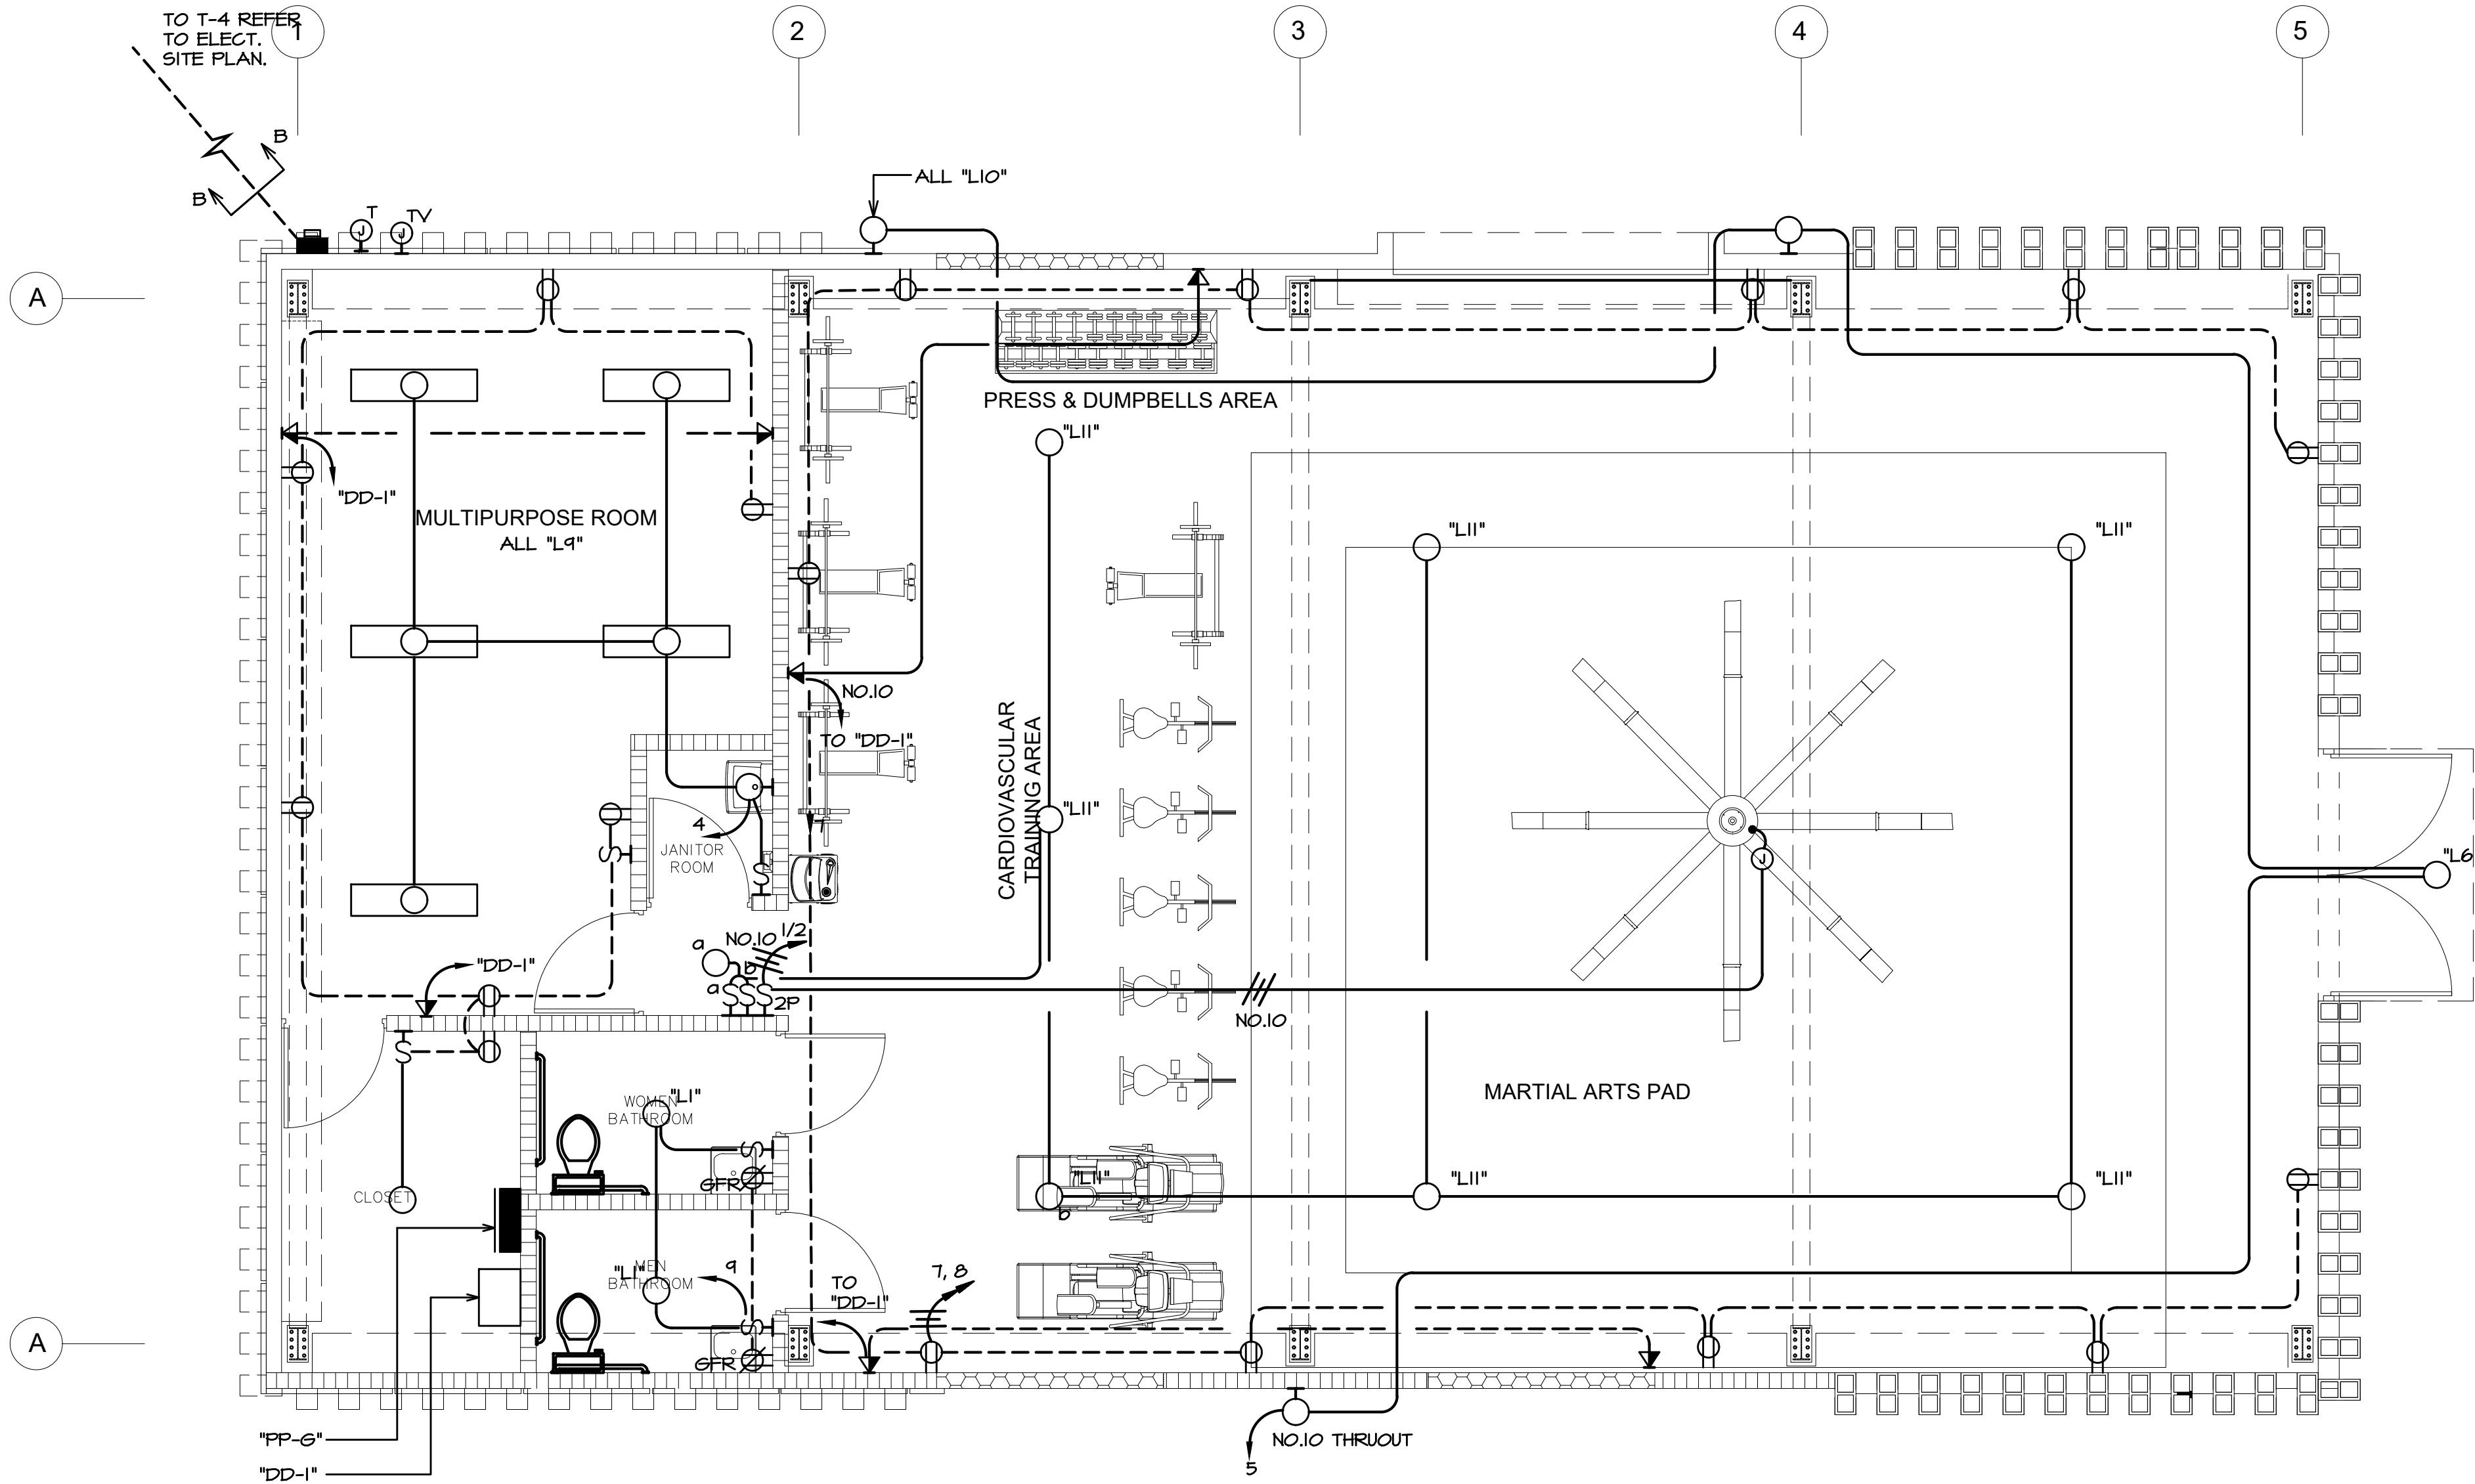 TO T-4 REFER
TO ELECT.
SITE PLAN.
1
2
3
4
5
B
B
T
TV
J
J
ALL "L10"
A
PRESS & DUMPBELLS AREA
"L11"
"DD-1"
MULTIPURPOSE ROOM
ALL "L9"
"L11"
"L11"
NO.10
TO "DD-1"
CARDIOVASCULAR
TRAINING AREA
"L11"
7
4
JANITOR
ROOM
S
S
J
"L6
a
NO.10
1/2
b
"DD-1"
a
S
S
S
2P
NO.10
S
MARTIAL ARTS PAD
WOMEN
BATHROOM
"L1"
S
GFR
CLOSET
"L11"
b
"L11"
"L11"
MEN
BATHROOM
"L1"
9
TO
"DD-1"
7, 8
S
GFR
A
"PP-G"
"DD-1"
NO.10 THRUOUT
5